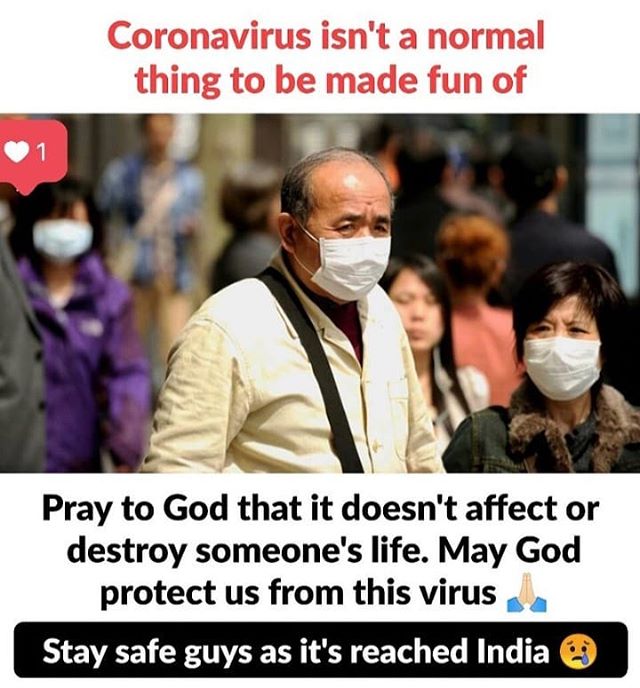 Coronavirus isn't a normal
thing to be made fun of
1
Pray to God that it doesn't affect or
destroy someone's life. May God
protect us from this virus 🙏🏻
Stay safe guys as it's reached India 😢